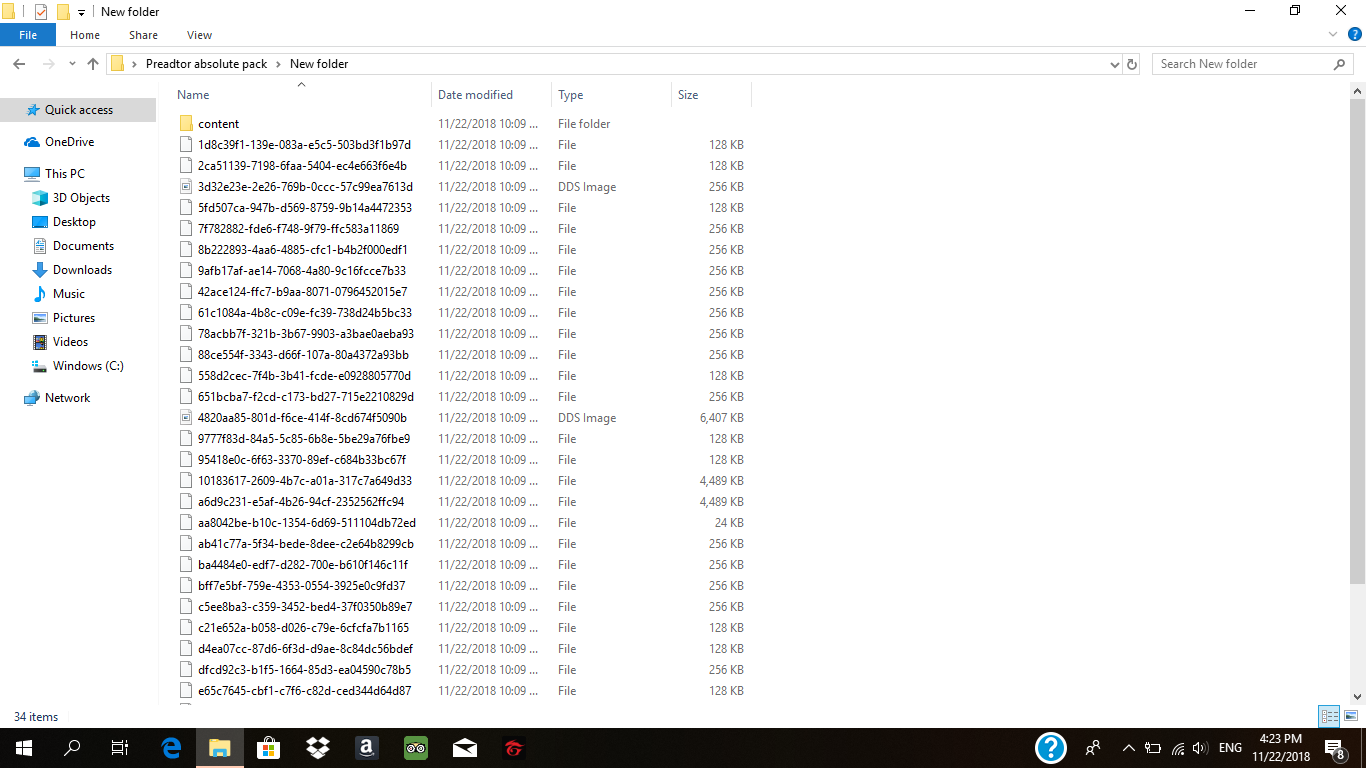 New folder
File Home Share View
Preadtor absolute pack New folder Search New folder
Name Date modified Type Size
Quick access
OneDrive
This PC
3D Objects
Desktop
Documents
Downloads
Music
Pictures
Videos
Windows (C:)
Network
content 11/22/2018 10:09 ... File folder
1d8c39f1-139e-083a-e5c5-503bd3f1b97d 11/22/2018 10:09 ... File 128 KB
2ca51139-7198-6faa-5404-ec4e663f6e4b 11/22/2018 10:09 ... File 128 KB
3d32e23e-2e26-769b-0ccc-57c99ea7613d 11/22/2018 10:09 ... DDS Image 256 KB
5fd507ca-947b-d569-8759-9b14a4472353 11/22/2018 10:09 ... File 128 KB
7f782882-fde6-f748-9f79-ffc583a11869 11/22/2018 10:09 ... File 256 KB
8b222893-4aa6-4885-cfc1-b4b2f000edf1 11/22/2018 10:09 ... File 256 KB
9afb17af-ae14-7068-4a80-9c16fcce7b33 11/22/2018 10:09 ... File 256 KB
42ace124-ffc7-b9aa-8071-0796452015e7 11/22/2018 10:09 ... File 256 KB
61c1084a-4b8c-c09e-fc39-738d24b5bc33 11/22/2018 10:09 ... File 256 KB
78acbb7f-321b-3b67-9903-a3bae0aeba93 11/22/2018 10:09 ... File 256 KB
88ce554f-3343-d66f-107a-80a4372a93bb 11/22/2018 10:09 ... File 256 KB
558d2cec-7f4b-3b41-fcde-e0928805770d 11/22/2018 10:09 ... File 128 KB
651bcba7-f2cd-c173-bd27-715e2210829d 11/22/2018 10:09 ... File 256 KB
4820aa85-801d-f6ce-414f-8cd674f5090b 11/22/2018 10:09 ... DDS Image 6,407 KB
9777f83d-84a5-5c85-6b8e-5be29a76fbe9 11/22/2018 10:09 ... File 128 KB
95418e0c-6f63-3370-89ef-c684b33bc67f 11/22/2018 10:09 ... File 128 KB
10183617-2609-4b7c-a01a-317c7a649d33 11/22/2018 10:09 ... File 4,489 KB
a6d9c231-e5af-4b26-94cf-2352562ffc94 11/22/2018 10:09 ... File 4,489 KB
aa8042be-b10c-1354-6d69-511104db72ed 11/22/2018 10:09 ... File 24 KB
ab41c77a-5f34-bede-8dee-c2e64b8299cb 11/22/2018 10:09 ... File 256 KB
ba4484e0-edf7-d282-700e-b610f146c11f 11/22/2018 10:09 ... File 256 KB
bff7e5bf-759e-4353-0554-3925e0c9fd37 11/22/2018 10:09 ... File 256 KB
c5ee8ba3-c359-3452-bed4-37f0350b89e7 11/22/2018 10:09 ... File 256 KB
c21e652a-b058-d026-c79e-6cfcfa7b1165 11/22/2018 10:09 ... File 128 KB
d4ea07cc-87d6-6f3d-d9ae-8c84dc56bdef 11/22/2018 10:09 ... File 128 KB
dfcd92c3-b1f5-1664-85d3-ea04590c78b5 11/22/2018 10:09 ... File 256 KB
e65c7645-cbf1-c7f6-c82d-ced344d64d87 11/22/2018 10:09 ... File 128 KB
34 items
ENG
4:23 PM
11/22/2018
8